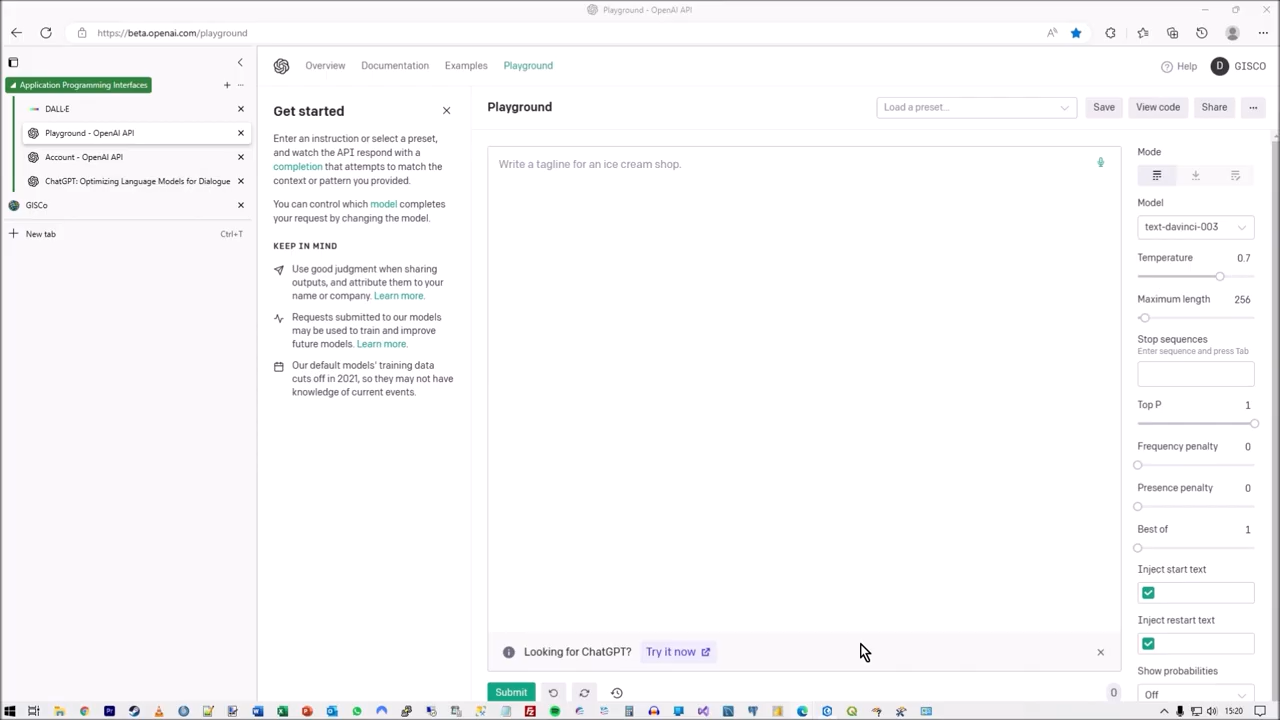 Playground - OpenAI API
https://beta.openai.com/playground
Application Programming Interfaces
DALL·E
Playground - OpenAI API
Account - OpenAI API
ChatGPT: Optimizing Language Models for Dialogue
GISCo
New tab
Ctrl+T
Overview
Documentation
Examples
Playground
Help
D
GISCO
Get started
Enter an instruction or select a preset,
and watch the API respond with a
completion that attempts to match the
context or pattern you provided.
You can control which model completes
your request by changing the model.
KEEP IN MIND
Use good judgment when sharing
outputs, and attribute them to your
name or company. Learn more.
Requests submitted to our models
may be used to train and improve
future models. Learn more.
Our default models' training data
cuts off in 2021, so they may not have
knowledge of current events.
Playground
Load a preset...
Save
View code
Share
Write a tagline for an ice cream shop.
Looking for ChatGPT?
Try it now
Submit
0
Mode
Model
text-davinci-003
Temperature
0.7
Maximum length
256
Stop sequences
Enter sequence and press Tab
Top P
1
Frequency penalty
0
Presence penalty
0
Best of
1
Inject start text
Inject restart text
Show probabilities
Off
15:20